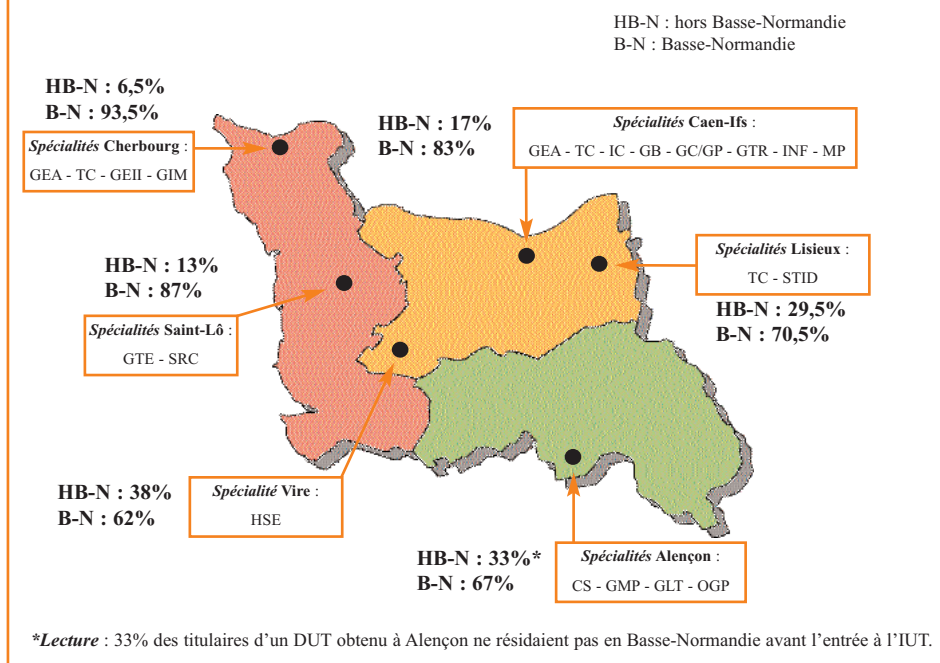 HB-N : hors Basse-Normandie
B-N : Basse-Normandie
HB-N : 6,5%
B-N : 93,5%
Spécialités Cherbourg :
GEA - TC - GEII - GIM
HB-N : 17%
B-N : 83%
Spécialités Caen-Ifs :
GEA - TC - IC - GB - GC/GP - GTR - INF - MP
HB-N : 13%
B-N : 87%
Spécialités Saint-Lô :
GTE - SRC
Spécialités Lisieux :
TC - STID
HB-N : 29,5%
B-N : 70,5%
HB-N : 38%
B-N : 62%
Spécialité Vire :
HSE
HB-N : 33%*
B-N : 67%
Spécialités Alençon :
CS - GMP - GLT - OGP
*Lecture : 33% des titulaires d’un DUT obtenu à Alençon ne résidaient pas en Basse-Normandie avant l’entrée à l’IUT.